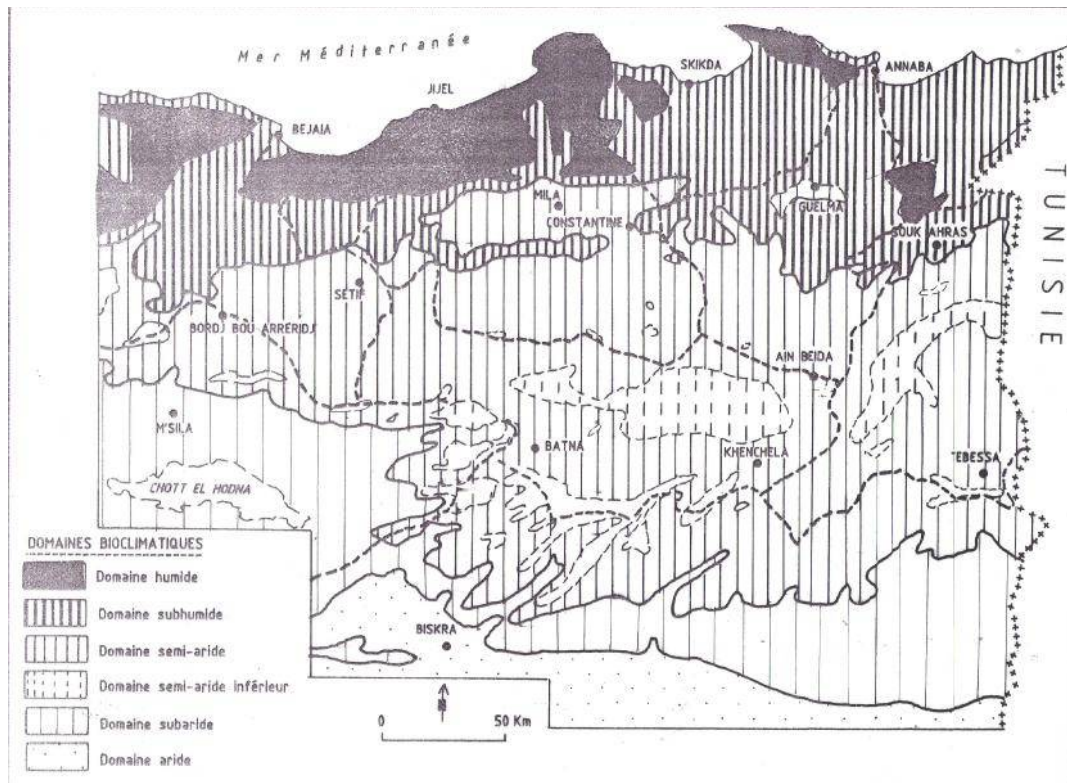 Mer Méditerranée
SKIKDA
ANNABA
JIJEL
BEJAIA
TUNISIE
MILA
GUELMA
CONSTANTINE
SOUK AHRAS
SETIF
BORDJ BOU ARRERIDJ
AIN BEIDA
M'SILA
BATNA
KHENCHELA
TEBESSA
CHOTT EL HODNA
DOMAINES BIOCLIMATIQUES
Domaine humide
Domaine subhumide
Domaine semi-aride
Domaine semi-aride inférieur
Domaine subaride
Domaine aride
BISKRA
N
0 50 Km